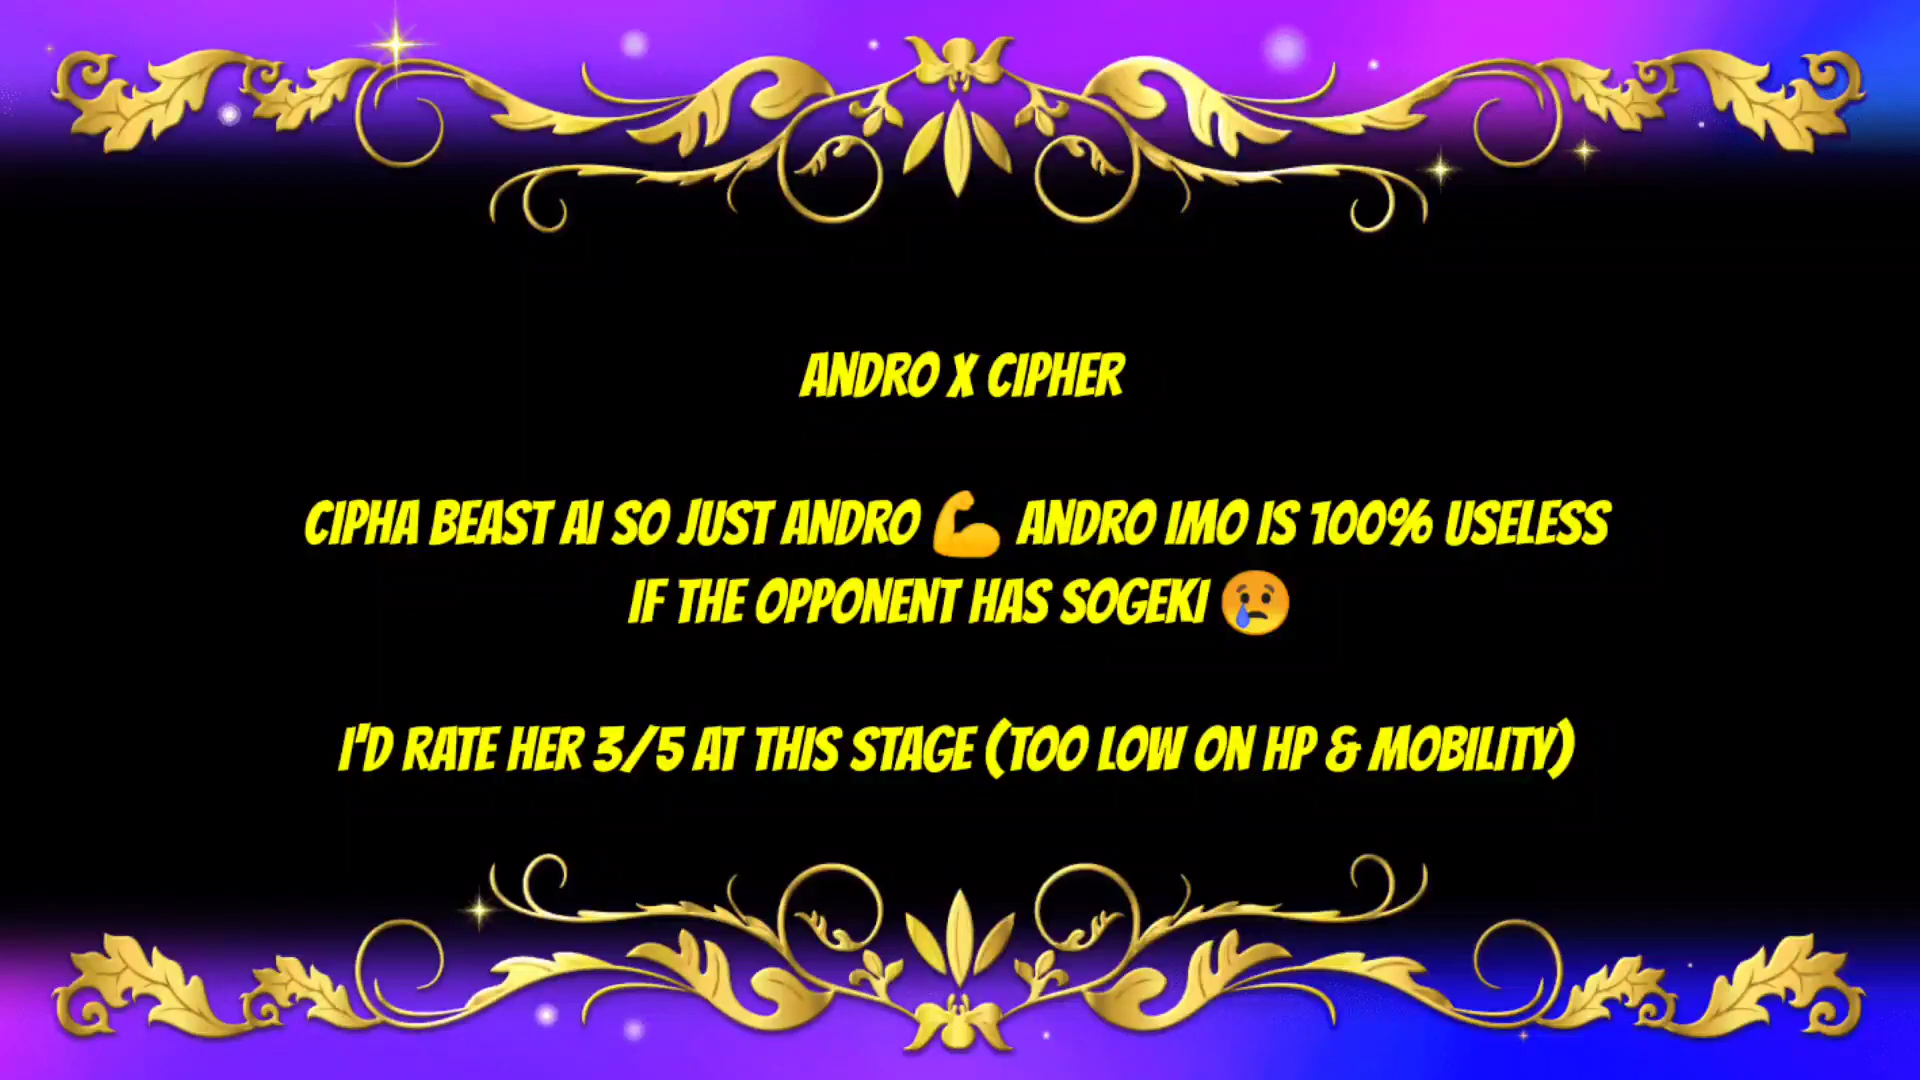 ANDRO X CIPHER
CIPHA BEAST AI SO JUST ANDRO 💪 ANDRO IMO IS 100% USELESS
IF THE OPPONENT HAS SOGEKI 😢
I'D RATE HER 3/5 AT THIS STAGE (TOO LOW ON HP & MOBILITY)